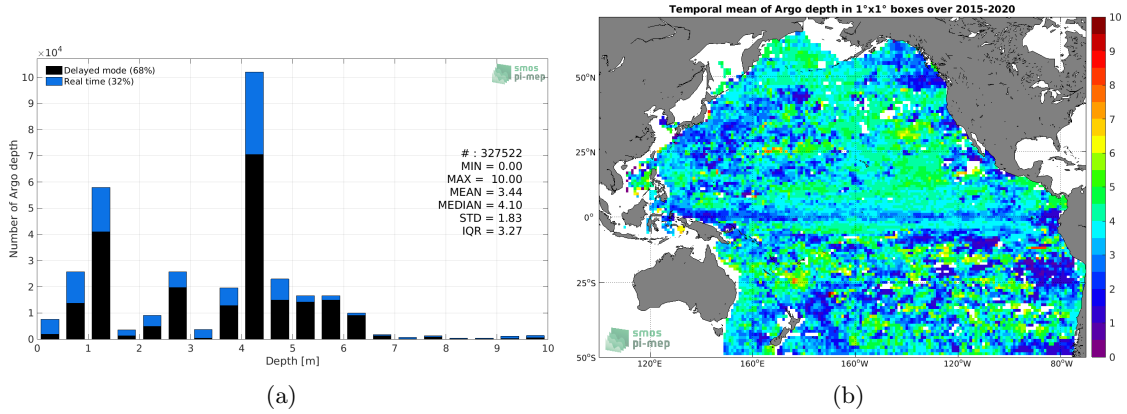 ×10⁴
Delayed mode (68%)
Real time (32%)
smos
pi-mep
10
9
8
7
6
5
4
3
2
1
0
Number of Argo depth
# : 327522
MIN = 0.00
MAX = 10.00
MEAN = 3.44
MEDIAN = 4.10
STD = 1.83
IQR = 3.27
0 1 2 3 4 5 6 7 8 9 10
Depth [m]
(a)
Temporal mean of Argo depth in 1°x1° boxes over 2015-2020
50°N
25°N
0°
25°S
50°S
120°E 160°E 160°W 120°W 80°W
smos
pi-mep
10
9
8
7
6
5
4
3
2
1
0
(b)